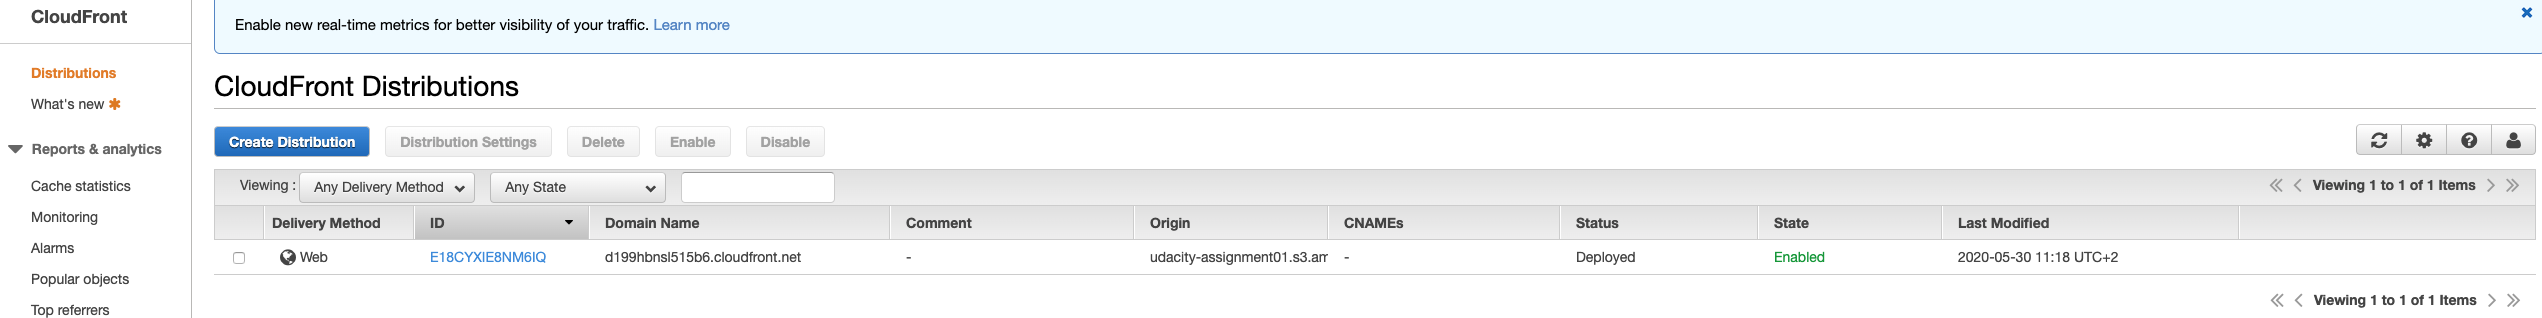 CloudFront
Enable new real-time metrics for better visibility of your traffic. Learn more
Distributions
What's new
Reports & analytics
Cache statistics
Monitoring
Alarms
Popular objects
Top referrers
CloudFront Distributions
Create Distribution Distribution Settings Delete Enable Disable
Viewing : Any Delivery Method Any State Viewing 1 to 1 of 1 Items
Delivery Method ID Domain Name Comment Origin CNAMEs Status State Last Modified
Web E18CYXIE8NM6IQ d199hbnsl515b6.cloudfront.net - udacity-assignment01.s3.am - Deployed Enabled 2020-05-30 11:18 UTC+2
Viewing 1 to 1 of 1 Items